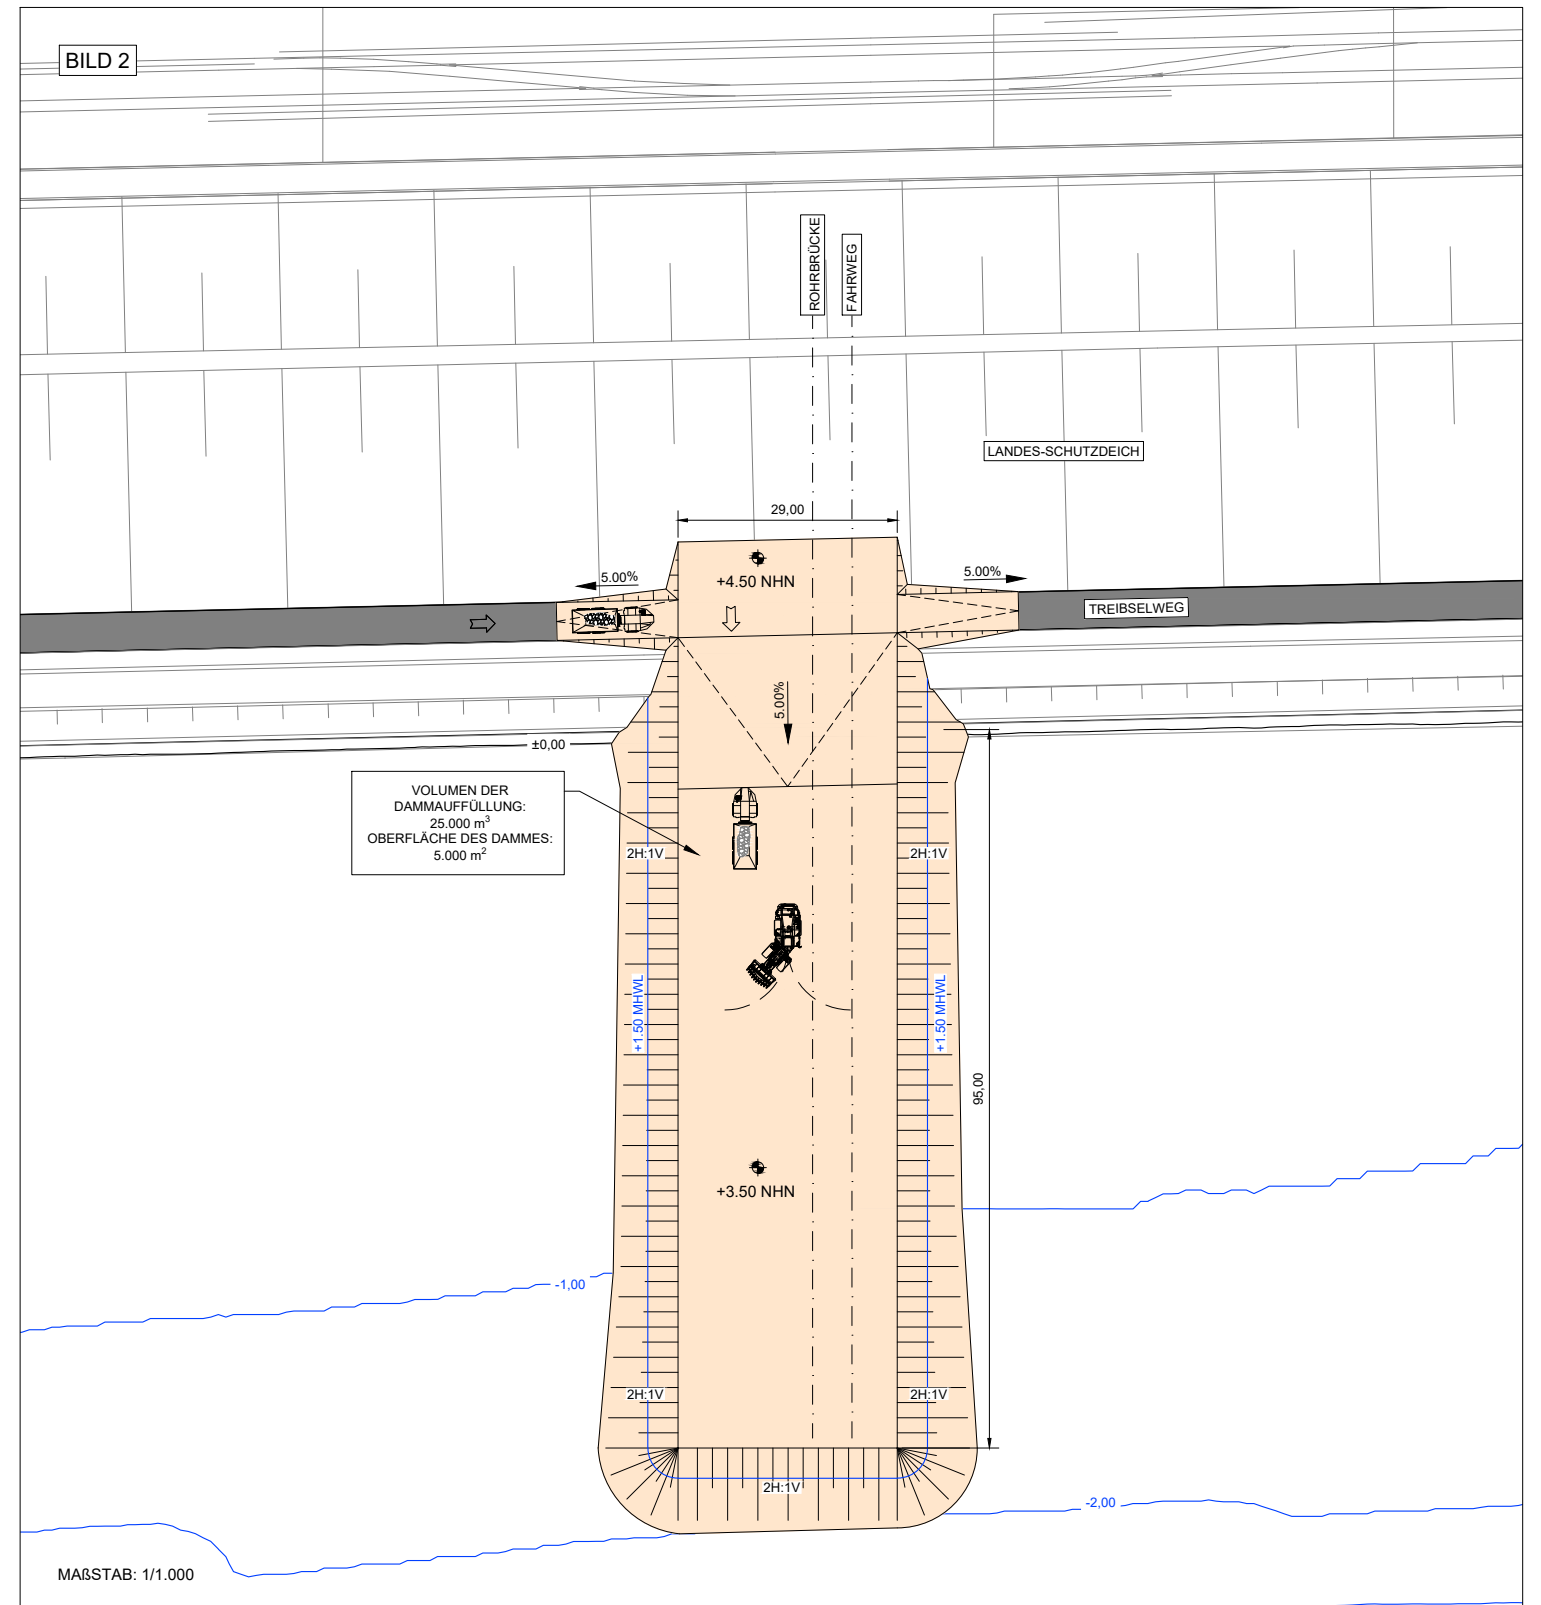 BILD 2
ROHRBRÜCKE
FAHRWEG
LANDES-SCHUTZDEICH
29,00
5.00%
5.00%
+4.50 NHN
TREIBSELWEG
5.00%
±0,00
VOLUMEN DER
DAMMAUFFÜLLUNG:
25.000 m³
OBERFLÄCHE DES DAMMES:
5.000 m²
2H:1V
2H:1V
+1.50 MHWL
+1.50 MHWL
95,00
+3.50 NHN
-1,00
2H:1V
2H:1V
2H:1V
-2,00
MAßSTAB: 1/1.000